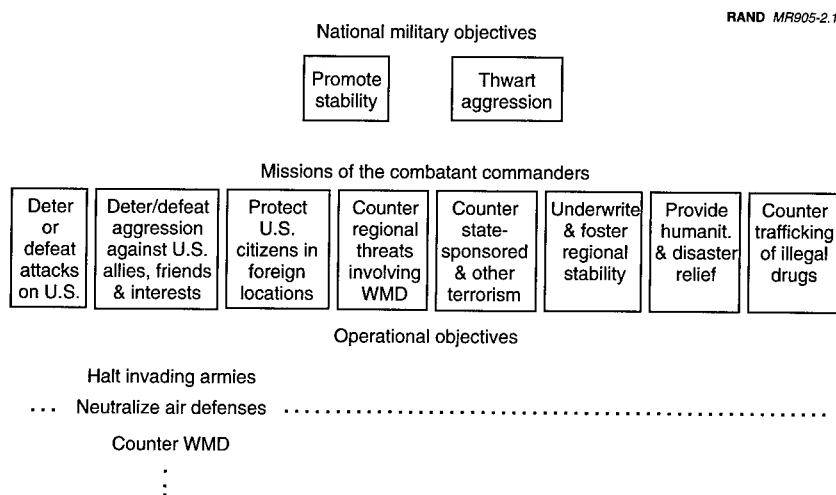 RAND MR905-2.1
National military objectives
Promote
stability
Thwart
aggression
Missions of the combatant commanders
Deter
or
defeat
attacks
on U.S.
Deter/defeat
aggression
against U.S.
allies, friends
& interests
Protect
U.S.
citizens in
foreign
locations
Counter
regional
threats
involving
WMD
Counter
state-
sponsored
& other
terrorism
Underwrite
& foster
regional
stability
Provide
humanit.
& disaster
relief
Counter
trafficking
of illegal
drugs
Operational objectives
Halt invading armies
... Neutralize air defenses ..........................................
Counter WMD